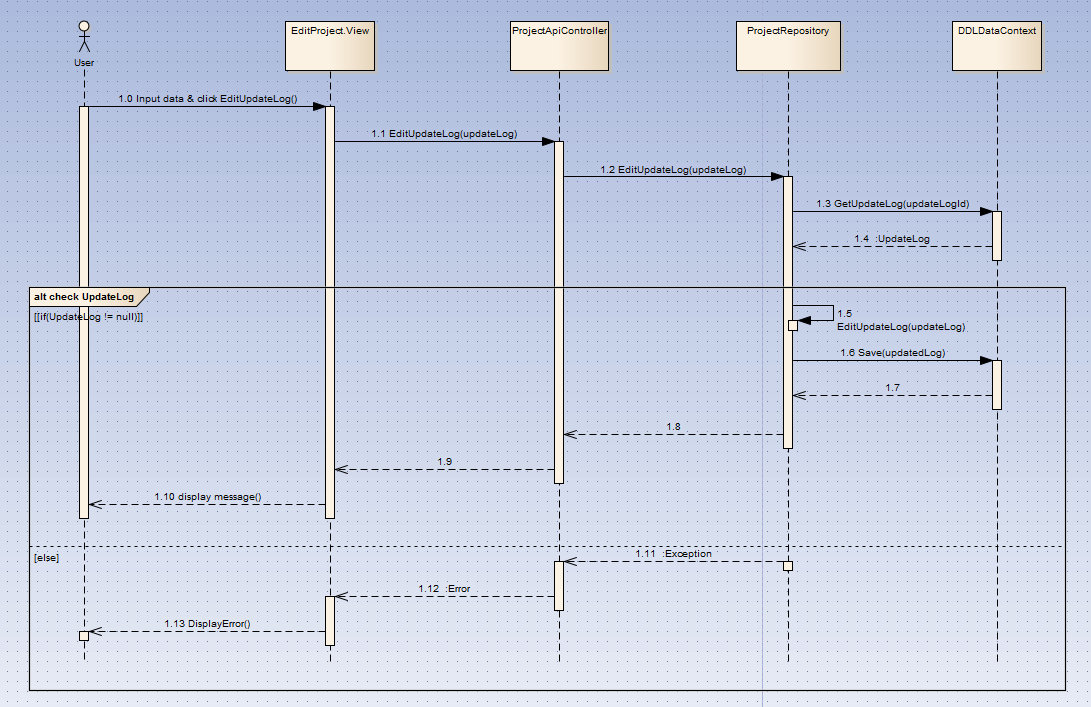 EditProject.View
ProjectApiController
ProjectRepository
DDLDataContext
User
1.0 Input data & click EditUpdateLog()
1.1 EditUpdateLog(updateLog)
1.2 EditUpdateLog(updateLog)
1.3 GetUpdateLog(updateLogId)
1.4 :UpdateLog
alt check UpdateLog
[[if(UpdateLog != null)]]
1.5
EditUpdateLog(updateLog)
1.6 Save(updatedLog)
1.7
1.8
1.9
1.10 display message()
[else]
1.11 :Exception
1.12 :Error
1.13 DisplayError()